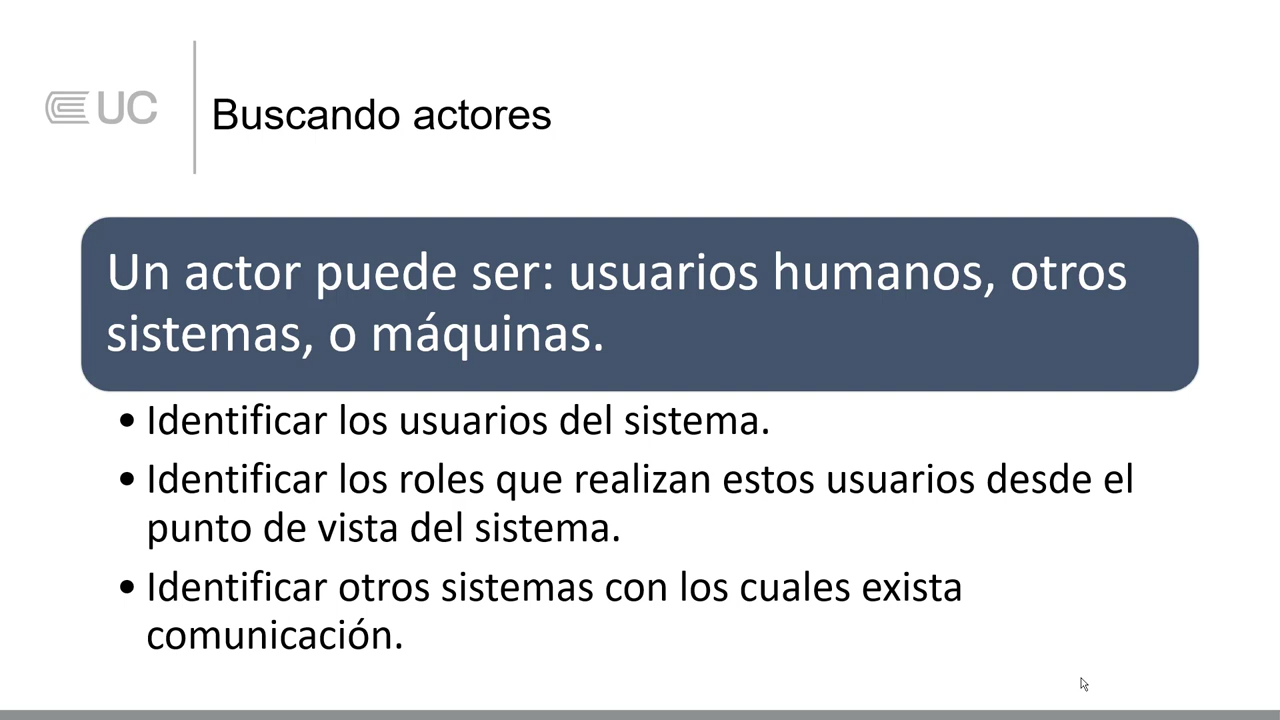 UC
Buscando actores
Un actor puede ser: usuarios humanos, otros
sistemas, o máquinas.
• Identificar los usuarios del sistema.
• Identificar los roles que realizan estos usuarios desde el
punto de vista del sistema.
• Identificar otros sistemas con los cuales exista
comunicación.